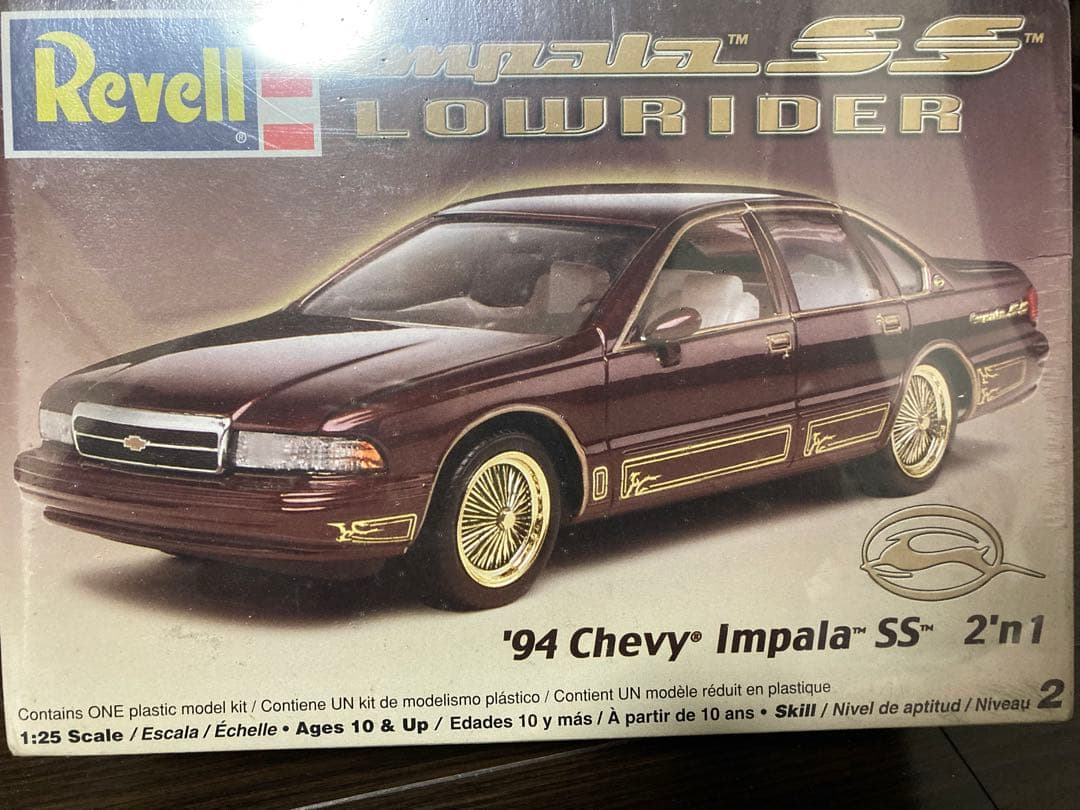 Revell®
Impala™ SS™
LOWRIDER
Impala SS
'94 Chevy® Impala™ SS™ 2'n1
Contains ONE plastic model kit / Contiene UN kit de modelismo plástico / Contient UN modèle réduit en plastique
1:25 Scale / Escala / Échelle • Ages 10 & Up / Edades 10 y más / À partir de 10 ans • Skill / Nivel de aptitud / Niveau 2